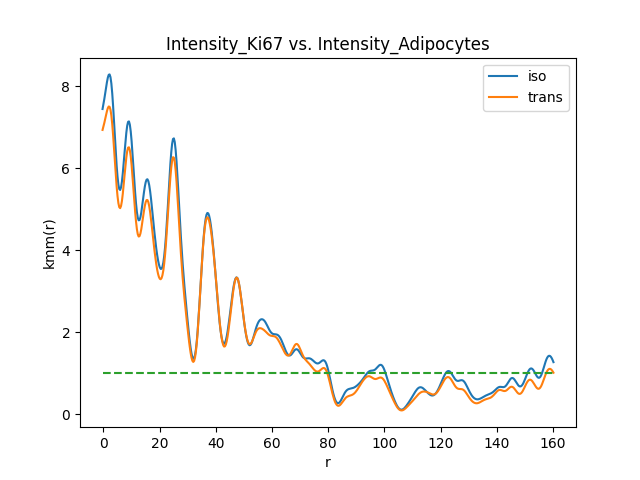 Intensity_Ki67 vs. Intensity_Adipocytes
iso
trans
8
6
4
2
0
kmm(r)
0 20 40 60 80 100 120 140 160
r